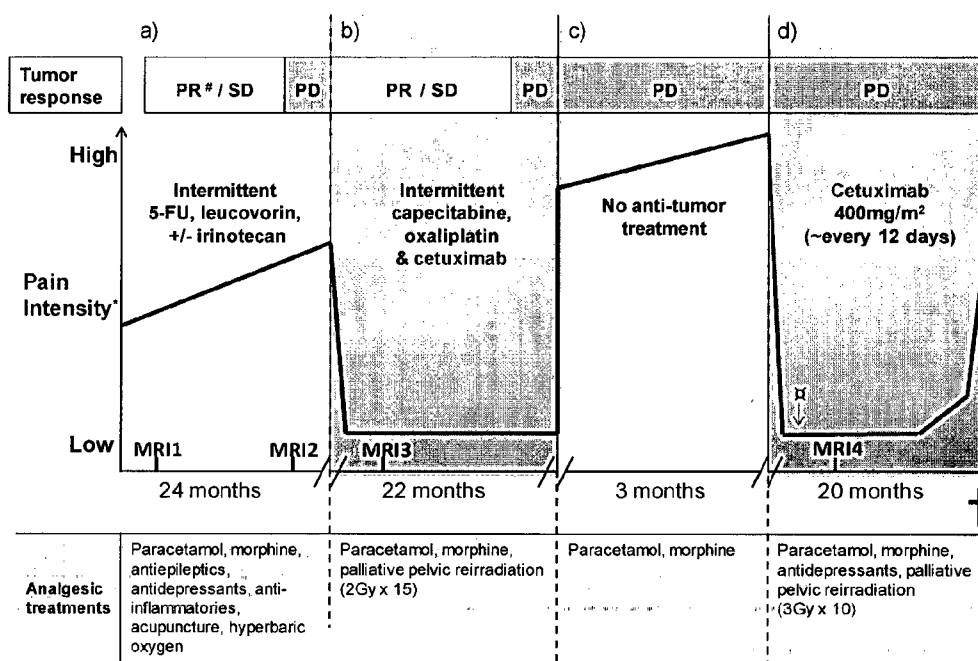 a)
b)
c)
d)
Tumor
response
PR # / SD
PD
PR / SD
PD
PD
PD
High
Pain
Intensity*
Low
Intermittent
5-FU, leucovorin,
+/- irinotecan
Intermittent
capecitabine,
oxaliplatin
& cetuximab
No anti-tumor
treatment
Cetuximab
400mg/m²
(~every 12 days)
¤
MRI1
MRI2
MRI3
MRI4
24 months
22 months
3 months
20 months
†
Analgesic
treatments
Paracetamol, morphine,
antiepileptics,
antidepressants, anti-
inflammatories,
acupuncture, hyperbaric
oxygen
Paracetamol, morphine,
palliative pelvic reirradiation
(2Gy x 15)
Paracetamol, morphine
Paracetamol, morphine,
antidepressants, palliative
pelvic reirradiation
(3Gy x 10)